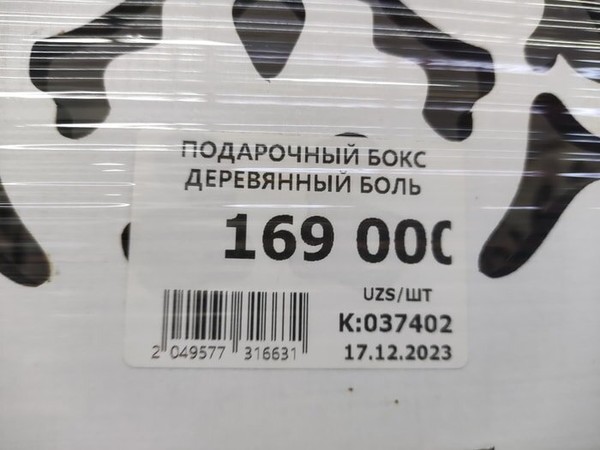 ПОДАРОЧНЫЙ БОКС
ДЕРЕВЯННЫЙ БОЛЬ
169 000
UZS/ШТ
K:037402
2 049577 316631
17.12.2023